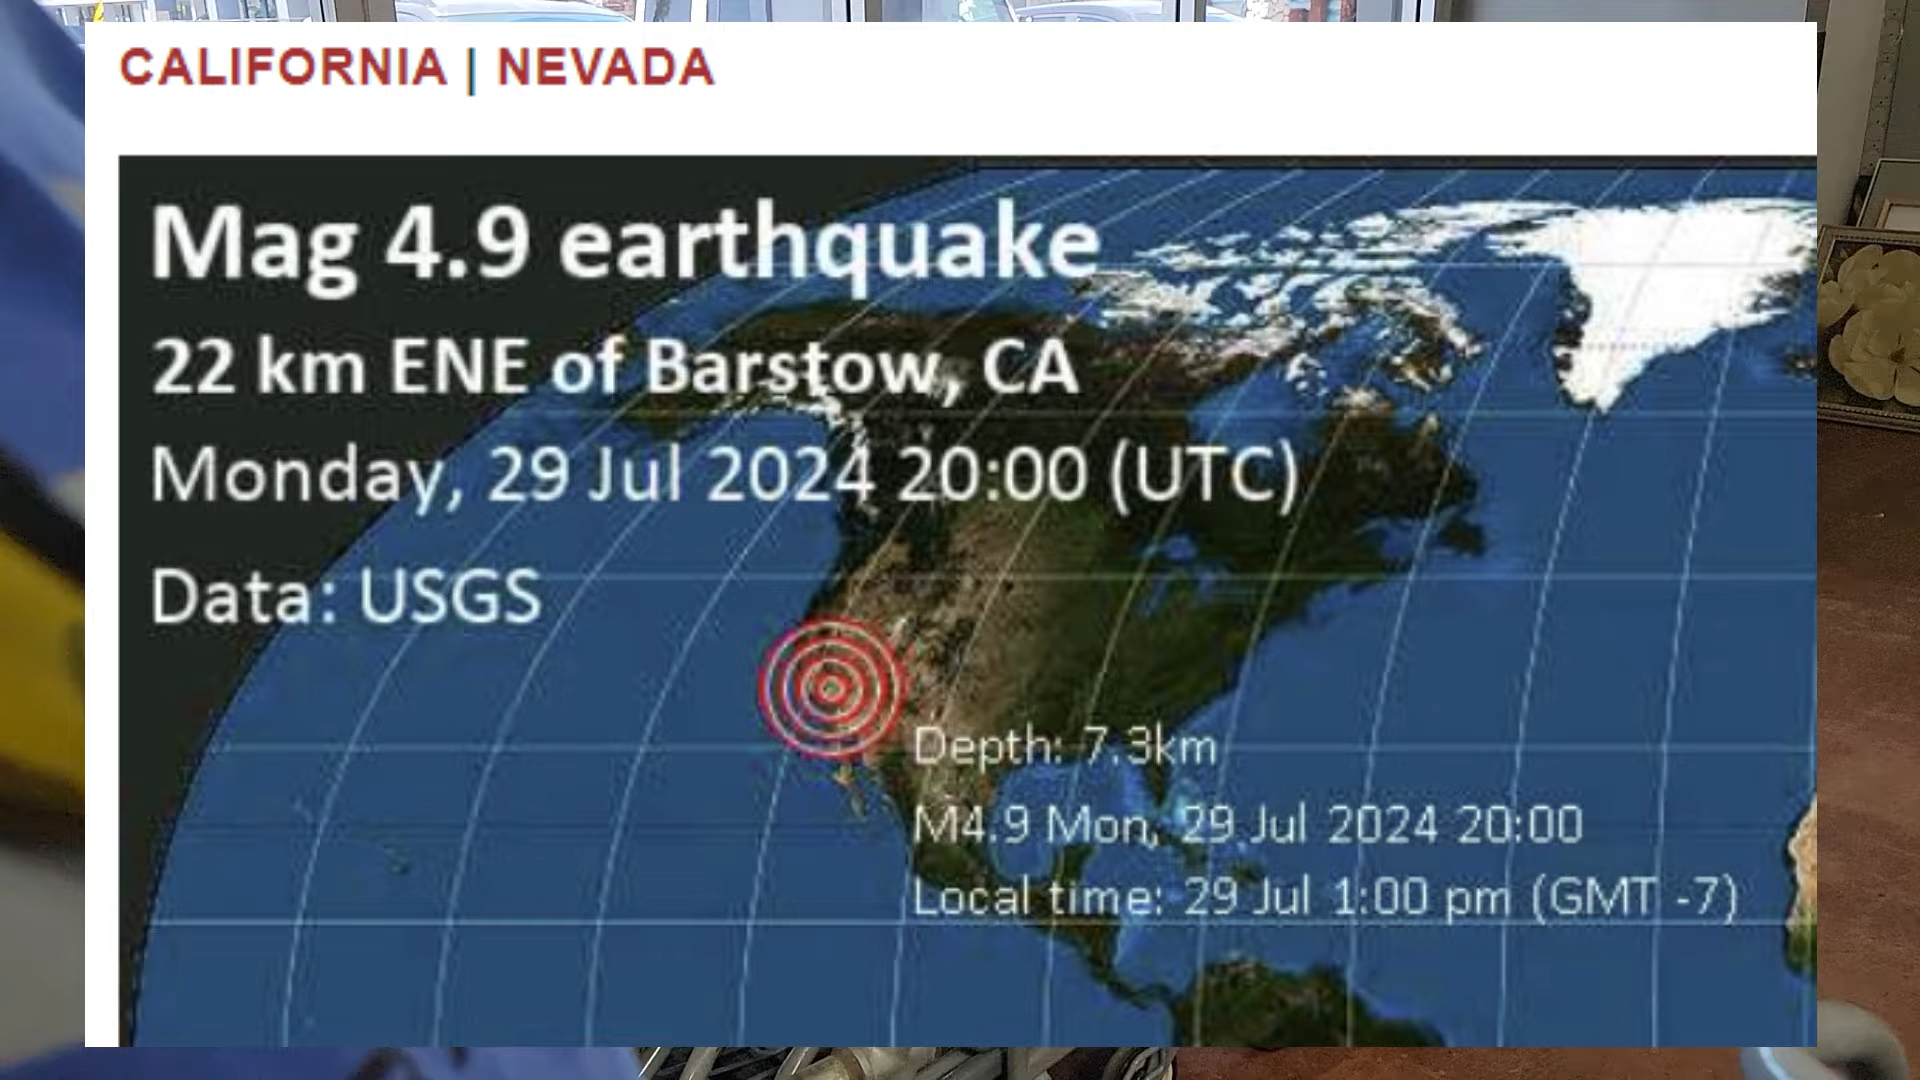 CALIFORNIA | NEVADA
Mag 4.9 earthquake
22 km ENE of Barstow, CA
Monday, 29 Jul 2024 20:00 (UTC)
Data: USGS
Depth: 7.3km
M4.9 Mon, 29 Jul 2024 20:00
Local time: 29 Jul 1:00 pm (GMT -7)